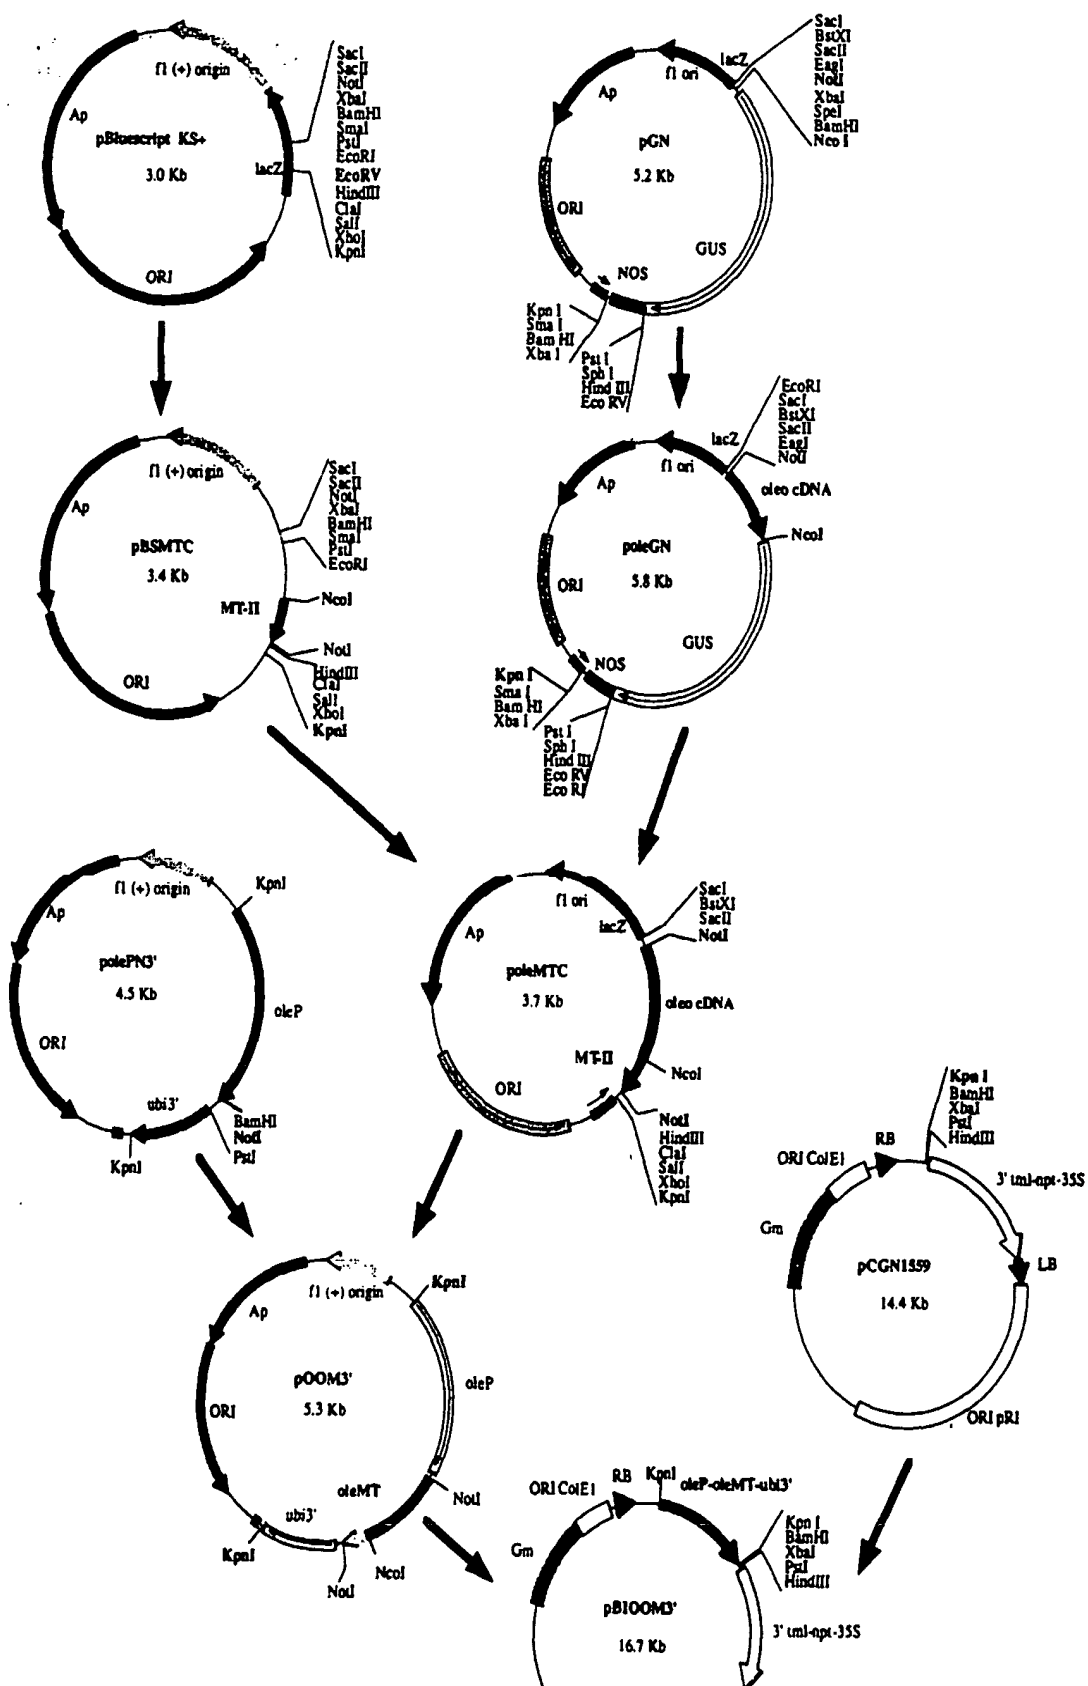 f1 (+) origin
Ap
pBluescript KS+
3.0 Kb
lacZ
ORI
SacI
SacII
NotI
XbaI
BamHI
SmaI
PstI
EcoRI
EcoRV
HindIII
ClaI
SalI
XhoI
KpnI
lacZ
f1 ori
Ap
pGN
5.2 Kb
ORI
GUS
NOS
SacI
BstXI
SacII
EagI
NotI
XbaI
SpeI
BamHI
Nco I
Kpn I
Sma I
Bam HI
Xba I
Pst I
Sph I
Hind III
Eco RV
f1 (+) origin
Ap
pBSMTC
3.4 Kb
MT-II
ORI
SacI
SacII
NotI
XbaI
BamHI
SmaI
PstI
EcoRI
NcoI
NotI
HindIII
ClaI
SalI
XhoI
KpnI
lacZ
f1 ori
Ap
oleo cDNA
poleGN
5.8 Kb
ORI
GUS
NOS
EcoRI
SacI
BstXI
SacII
EagI
NotI
NcoI
Kpn I
Sma I
Bam HI
Xba I
Pst I
Sph I
Hind III
Eco RV
Eco RI
f1 (+) origin
KpnI
Ap
polePN3'
4.5 Kb
oleP
ORI
ubi3'
BamHI
NotI
PstI
KpnI
f1 ori
lacZ
Ap
poleMTC
3.7 Kb
oleo cDNA
MT-II
ORI
SacI
BstXI
SacII
NotI
NcoI
NotI
HindIII
ClaI
SalI
XhoI
KpnI
Kpn I
BamHI
XbaI
PstI
HindIII
RB
ORI ColE1
3' tml-npt-35S
Gm
pCGN1559
14.4 Kb
LB
ORI pRI
f1 (+) origin
KpnI
Ap
pOOM3'
5.3 Kb
oleP
ORI
oleMT
NotI
ubi3'
KpnI
NotI
NcoI
RB
KpnI
oleP-oleMT-ubi3'
ORI ColE1
Gm
Kpn I
BamHI
XbaI
PstI
HindIII
pBIOOM3'
16.7 Kb
3' tml-npt-35S